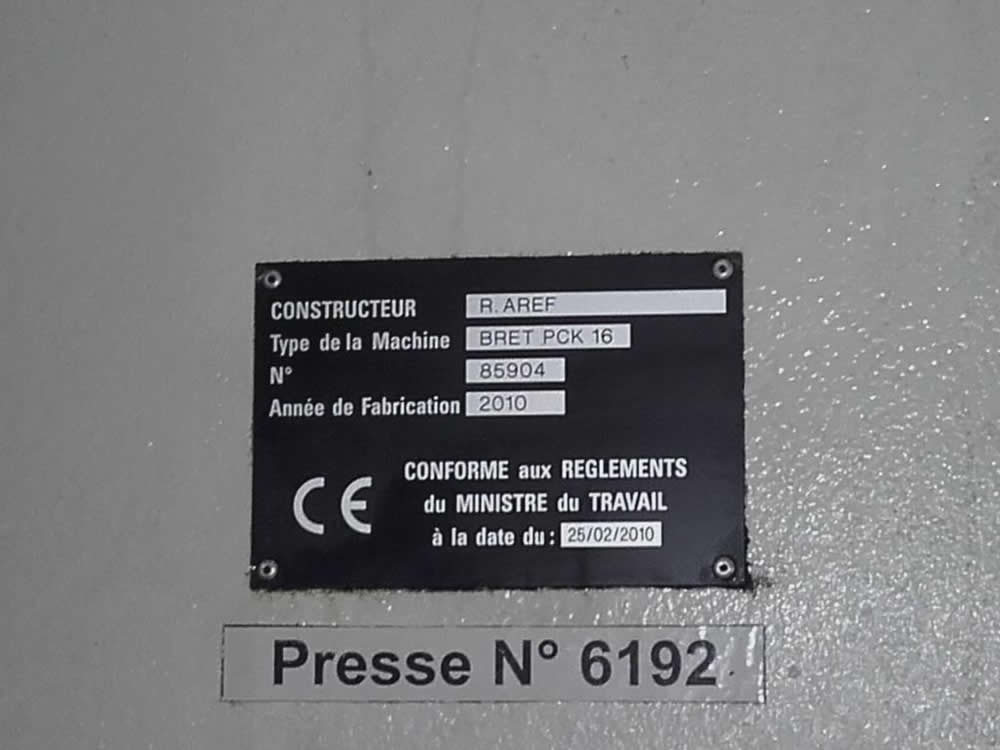 CONSTRUCTEUR R. AREF
Type de la Machine BRET PCK 16
N° 85904
Année de Fabrication 2010
CE
CONFORME aux REGLEMENTS
du MINISTRE du TRAVAIL
à la date du : 25/02/2010
Presse N° 6192